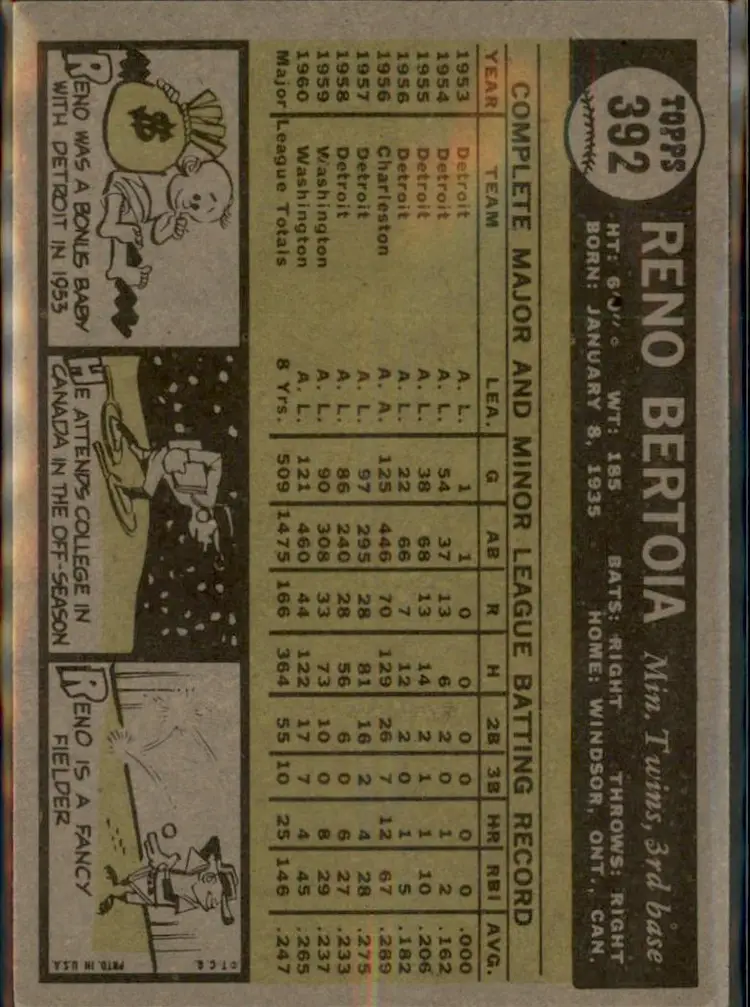 TOPPS
392
RENO BERTOIA Min. Twins, 3rd base
HT: 6'0" WT: 185 BATS: RIGHT THROWS: RIGHT
BORN: JANUARY 8, 1935 HOME: WINDSOR, ONT., CAN.
COMPLETE MAJOR AND MINOR LEAGUE BATTING RECORD
YEAR TEAM LEA. G AB R H 2B 3B HR RBI AVG.
1953 Detroit A. L. 1 1 0 0 0 0 0 0 .000
1954 Detroit A. L. 54 37 13 6 2 0 1 2 .162
1955 Detroit A. L. 38 68 13 14 2 1 1 10 .206
1956 Detroit A. L. 22 66 7 12 2 0 1 5 .182
1956 Charleston A. A. 125 446 70 129 26 7 12 67 .289
1957 Detroit A. L. 97 295 28 81 16 2 4 28 .275
1958 Detroit A. L. 86 240 28 56 6 0 6 27 .233
1959 Washington A. L. 90 308 33 73 10 0 8 29 .237
1960 Washington A. L. 121 460 44 122 17 7 4 45 .265
Major League Totals 8 Yrs. 509 1475 166 364 55 10 25 146 .247
$
RENO WAS A BONUS BABY
WITH DETROIT IN 1953
HE ATTENDS COLLEGE IN
CANADA IN THE OFF-SEASON
RENO IS A FANCY
FIELDER
© T.C.G. PRTD. IN U.S.A.